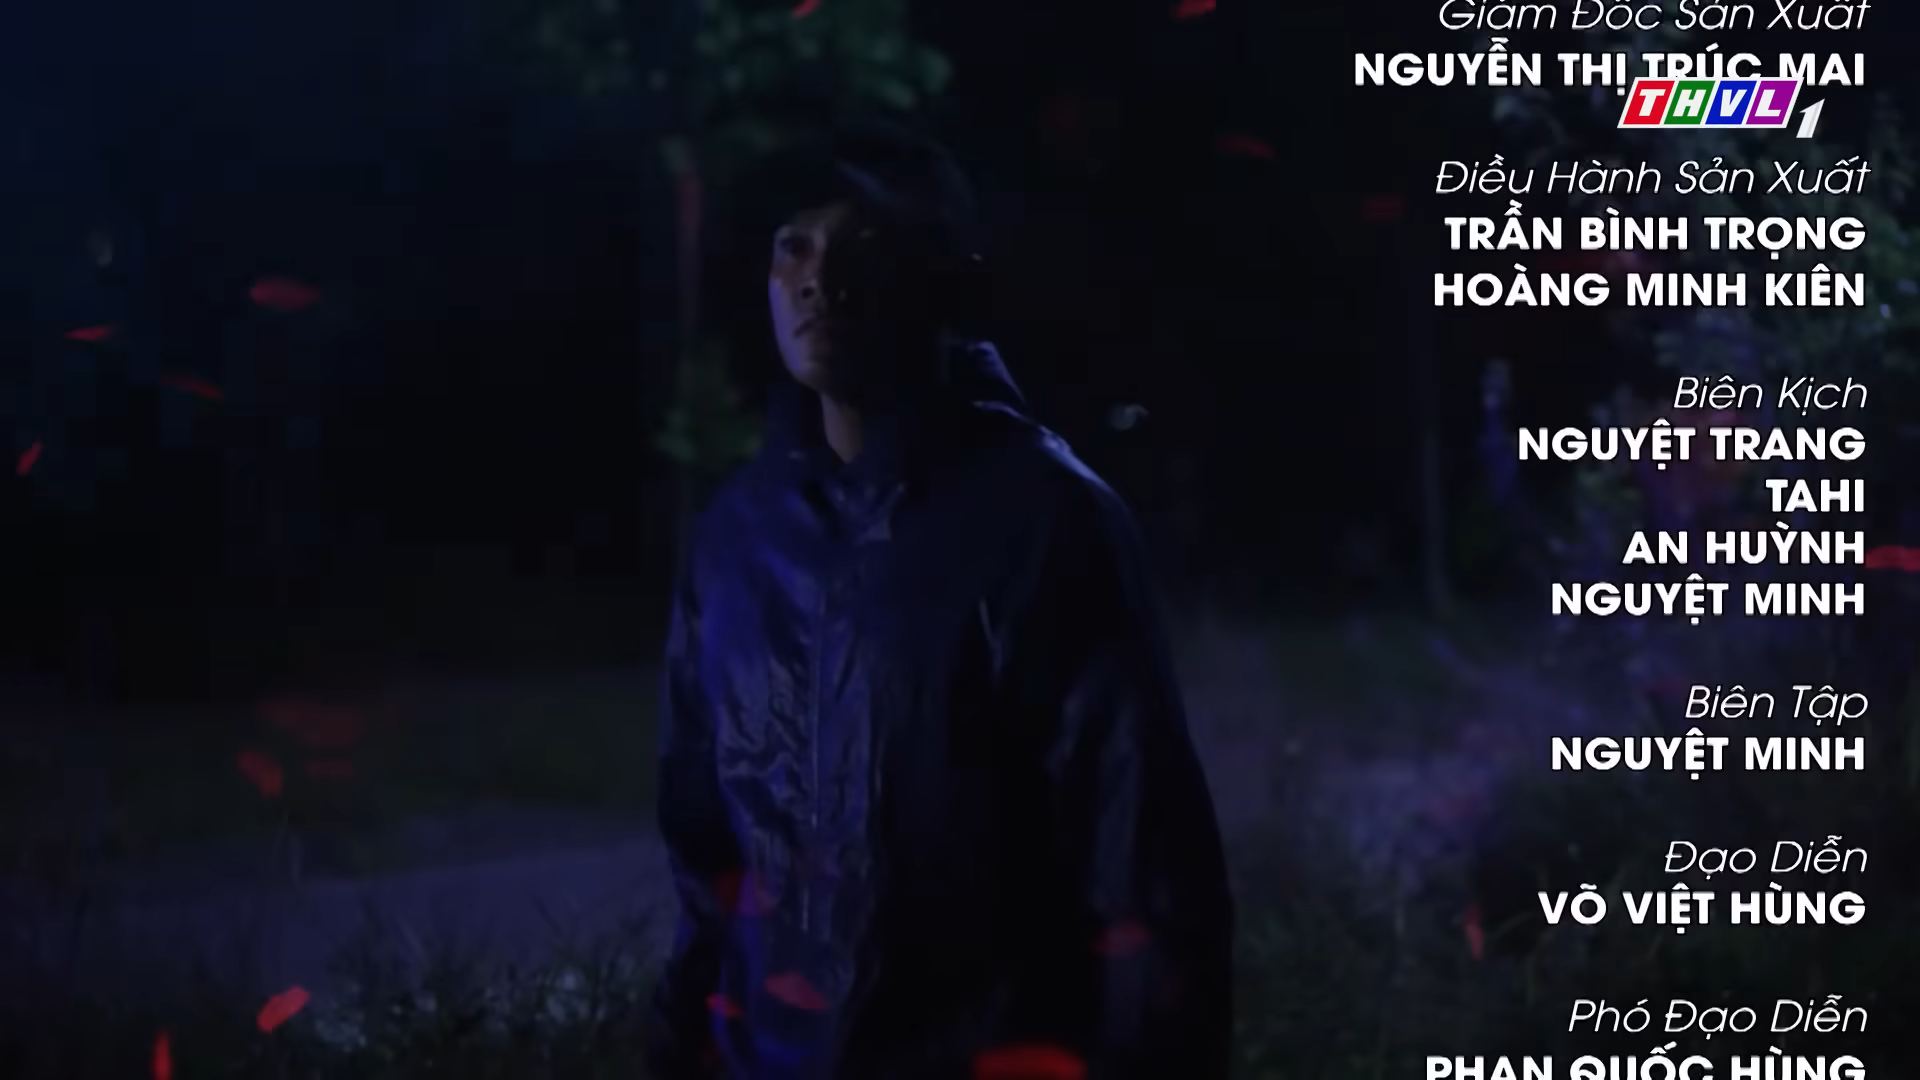 Giám Đốc Sản Xuất
NGUYỄN THỊ TRÚC MAI
THVL1
Điều Hành Sản Xuất
TRẦN BÌNH TRỌNG
HOÀNG MINH KIÊN
Biên Kịch
NGUYỆT TRANG
TAHI
AN HUỲNH
NGUYỆT MINH
Biên Tập
NGUYỆT MINH
Đạo Diễn
VÕ VIỆT HÙNG
Phó Đạo Diễn
PHAN QUỐC HÙNG